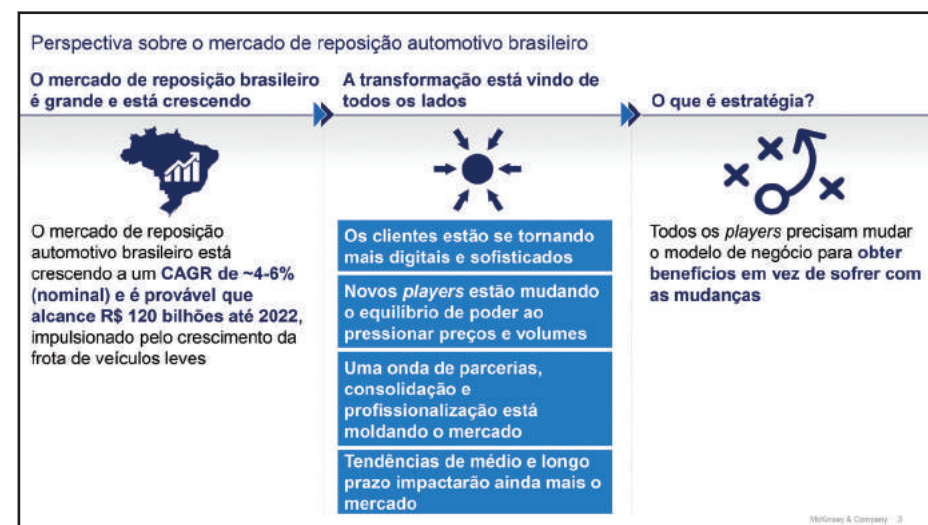 Perspectiva sobre o mercado de reposição automotivo brasileiro
O mercado de reposição brasileiro
é grande e está crescendo
O mercado de reposição
automotivo brasileiro está
crescendo a um CAGR de ~4-6%
(nominal) e é provável que
alcance R$ 120 bilhões até 2022,
impulsionado pelo crescimento da
frota de veículos leves
A transformação está vindo de
todos os lados
Os clientes estão se tornando
mais digitais e sofisticados
Novos players estão mudando
o equilíbrio de poder ao
pressionar preços e volumes
Uma onda de parcerias,
consolidação e
profissionalização está
moldando o mercado
Tendências de médio e longo
prazo impactarão ainda mais o
mercado
O que é estratégia?
Todos os players precisam mudar
o modelo de negócio para obter
benefícios em vez de sofrer com
as mudanças
McKinsey & Company 3